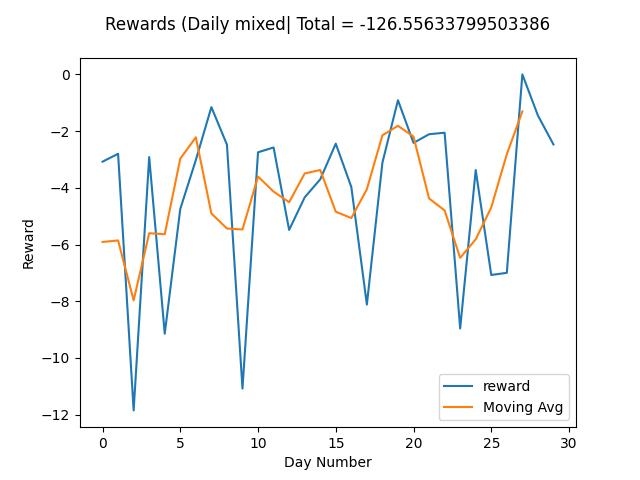 Rewards (Daily mixed| Total = -126.55633799503386
0
−2
−4
−6
−8
−10
−12
Reward
reward
Moving Avg
0 5 10 15 20 25 30
Day Number